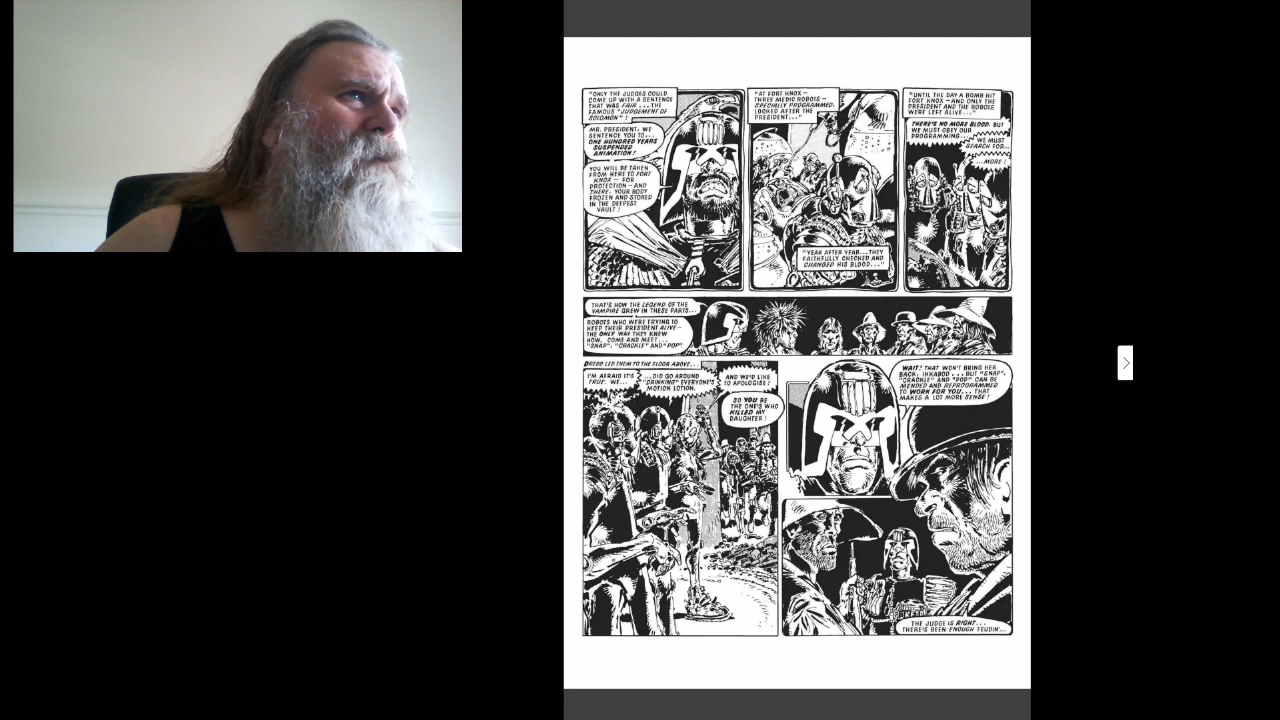 "ONLY THE JUDGES COULD
COME UP WITH A SENTENCE
THAT WAS FAIR... THE
FAMOUS "JUDGEMENT OF
SOLOMON"!
MR. PRESIDENT, WE
SENTENCE YOU TO...
ONE HUNDRED YEARS
SUSPENDED
ANIMATION!
YOU WILL BE TAKEN
FROM HERE TO FORT
KNOX — FOR
PROTECTION — AND
THERE, YOUR BODY
FROZEN AND STORED
IN THE DEEPEST
VAULT!
"AT FORT KNOX —
THREE MEDIC ROBOTS —
SPECIALLY PROGRAMMED,
LOOKED AFTER THE
PRESIDENT..."
"YEAR AFTER YEAR...THEY
FAITHFULLY CHECKED AND
CHANGED HIS BLOOD..."
"UNTIL THE DAY A BOMB HIT
FORT KNOX — AND ONLY THE
PRESIDENT AND THE ROBOTS
WERE LEFT ALIVE..."
THERE'S NO MORE BLOOD. BUT
WE MUST OBEY OUR
PROGRAMMING...
WE MUST
SEARCH FOR...
...MORE!
THAT'S HOW THE LEGEND OF THE
VAMPIRE GREW IN THESE PARTS...
ROBOTS WHO WERE TRYING TO
KEEP THEIR PRESIDENT ALIVE —
THE ONLY WAY THEY KNEW
HOW. COME AND MEET...
"SNAP", "CRACKLE" AND "POP".
DREDD LED THEM TO THE FLOOR ABOVE...
I'M AFRAID IT'S
TRUE. WE...
...DID GO AROUND
"DRINKING" EVERYONE'S
MOTION LOTION.
AND WE'D LIKE
TO APOLOGISE!
SO YOU BE
THE ONE'S WHO
KILLED MY
DAUGHTER!
WAIT! THAT WON'T BRING HER
BACK, IKKABOD... BUT "SNAP",
"CRACKLE" AND "POP" CAN BE
MENDED AND REPROGRAMMED
TO WORK FOR YOU... THAT
MAKES A LOT MORE SENSE!
THE JUDGE IS RIGHT...
THERE'S BEEN ENOUGH FEUDIN'...